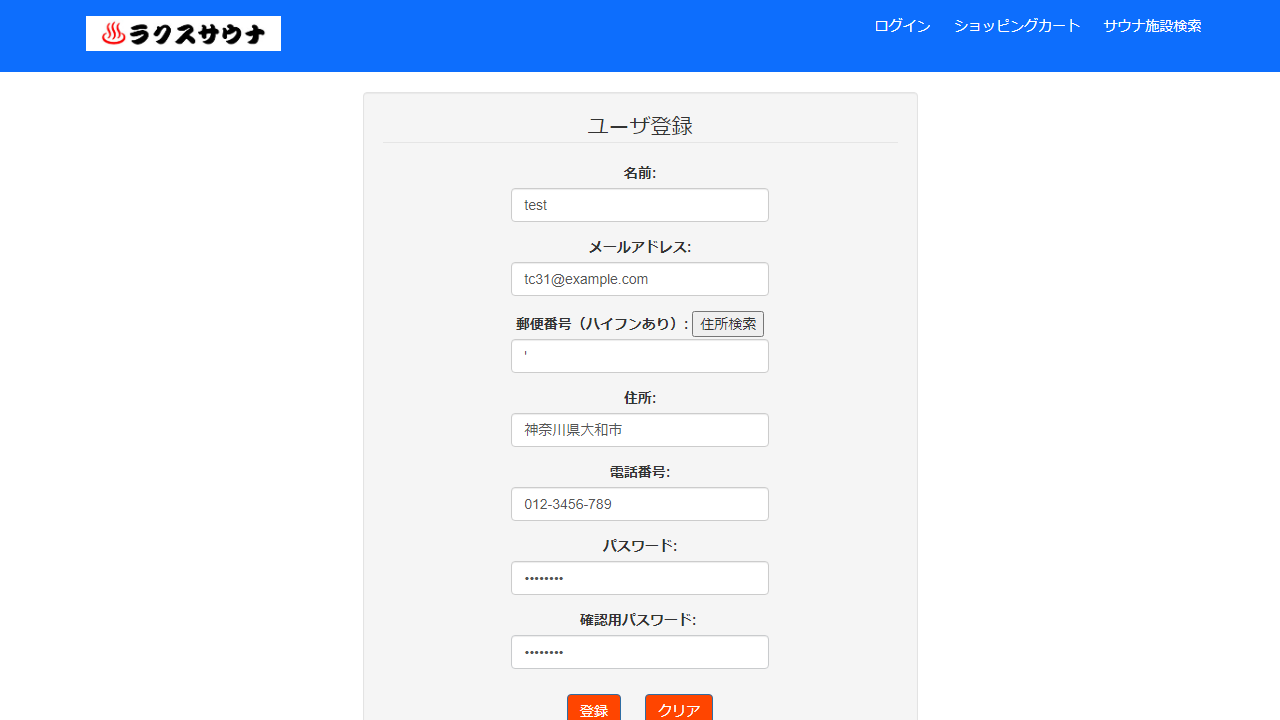 ♨ラクスサウナ
ログイン ショッピングカート サウナ施設検索
ユーザ登録
名前:
test
メールアドレス:
tc31@example.com
郵便番号（ハイフンあり）: 住所検索
'
住所:
神奈川県大和市
電話番号:
012-3456-789
パスワード:
••••••••
確認用パスワード:
••••••••
登録 クリア